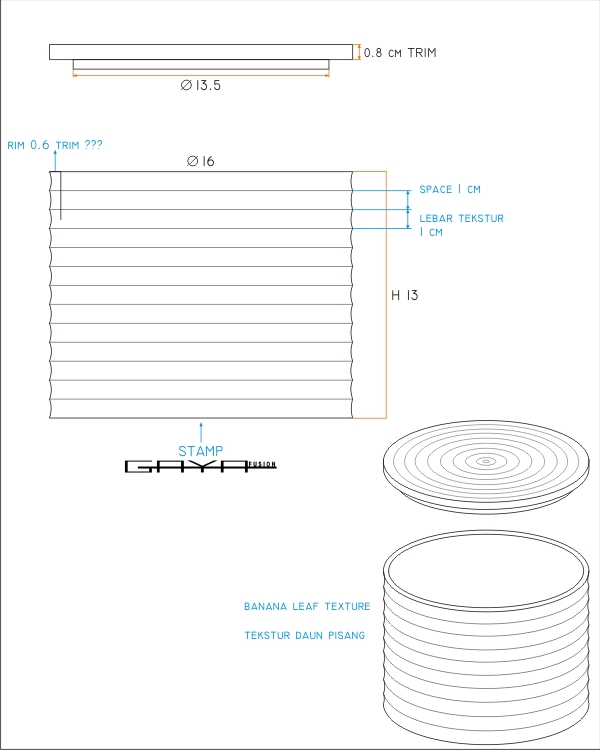 0.8 CM TRIM
Ø 13.5
RIM 0.6 TRIM ???
Ø 16
SPACE 1 CM
LEBAR TEKSTUR
1 CM
H 13
STAMP
FUSION
BANANA LEAF TEXTURE
TEKSTUR DAUN PISANG